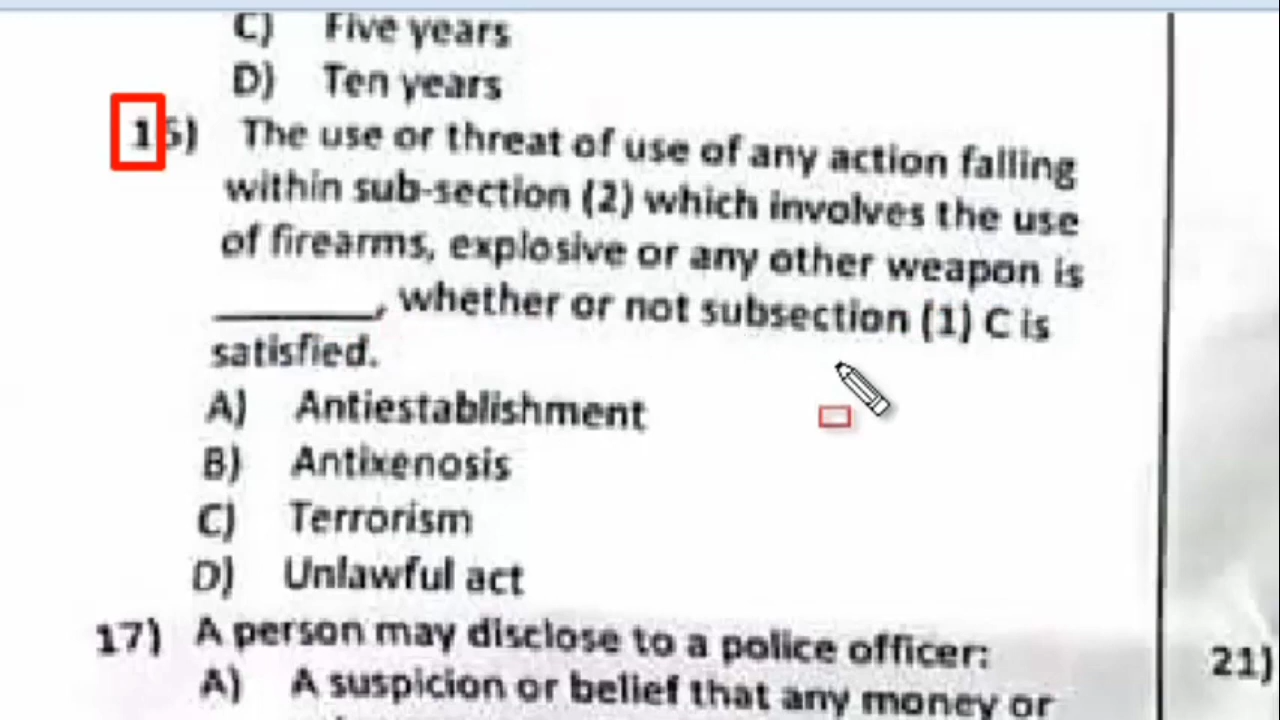 C) Five years
D) Ten years
16) The use or threat of use of any action falling
within sub-section (2) which involves the use
of firearms, explosive or any other weapon is
________, whether or not subsection (1) C is
satisfied.
A) Antiestablishment
B) Antixenosis
C) Terrorism
D) Unlawful act
17) A person may disclose to a police officer:
A) A suspicion or belief that any money or
21)